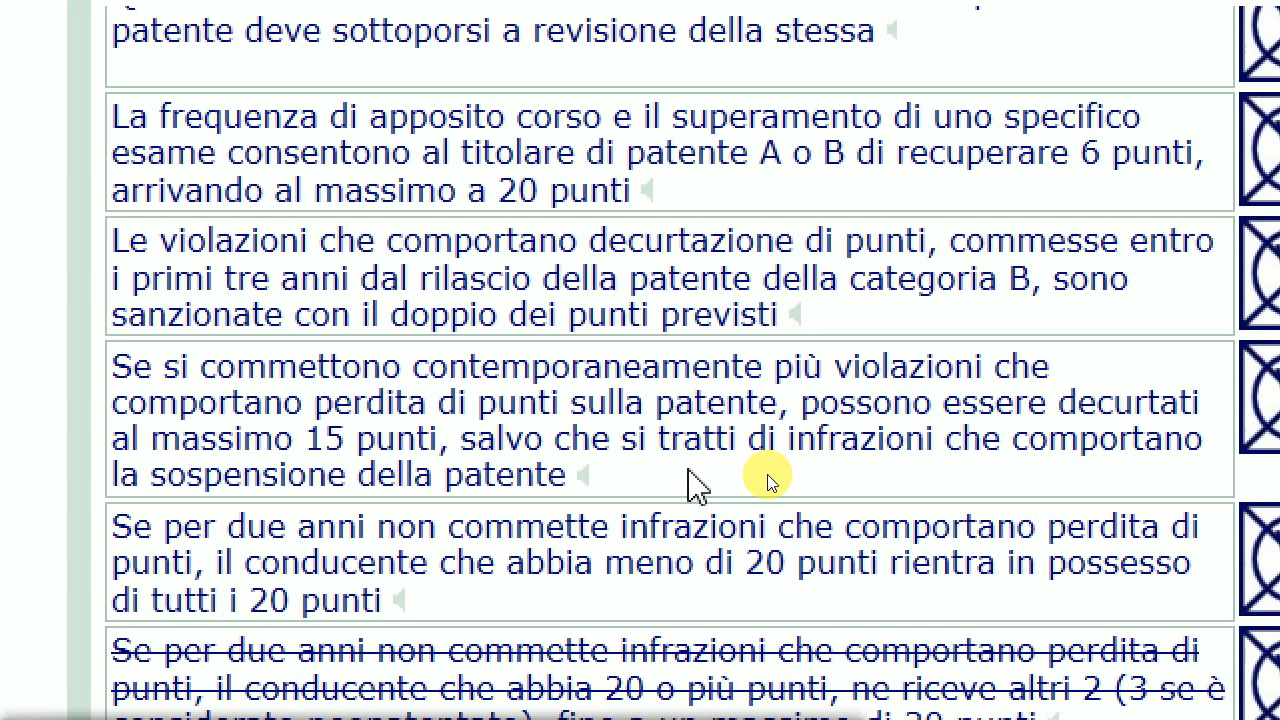 patente deve sottoporsi a revisione della stessa
La frequenza di apposito corso e il superamento di uno specifico
esame consentono al titolare di patente A o B di recuperare 6 punti,
arrivando al massimo a 20 punti
Le violazioni che comportano decurtazione di punti, commesse entro
i primi tre anni dal rilascio della patente della categoria B, sono
sanzionate con il doppio dei punti previsti
Se si commettono contemporaneamente più violazioni che
comportano perdita di punti sulla patente, possono essere decurtati
al massimo 15 punti, salvo che si tratti di infrazioni che comportano
la sospensione della patente
Se per due anni non commette infrazioni che comportano perdita di
punti, il conducente che abbia meno di 20 punti rientra in possesso
di tutti i 20 punti
Se per due anni non commette infrazioni che comportano perdita di
punti, il conducente che abbia 20 o più punti, ne riceve altri 2 (3 se è